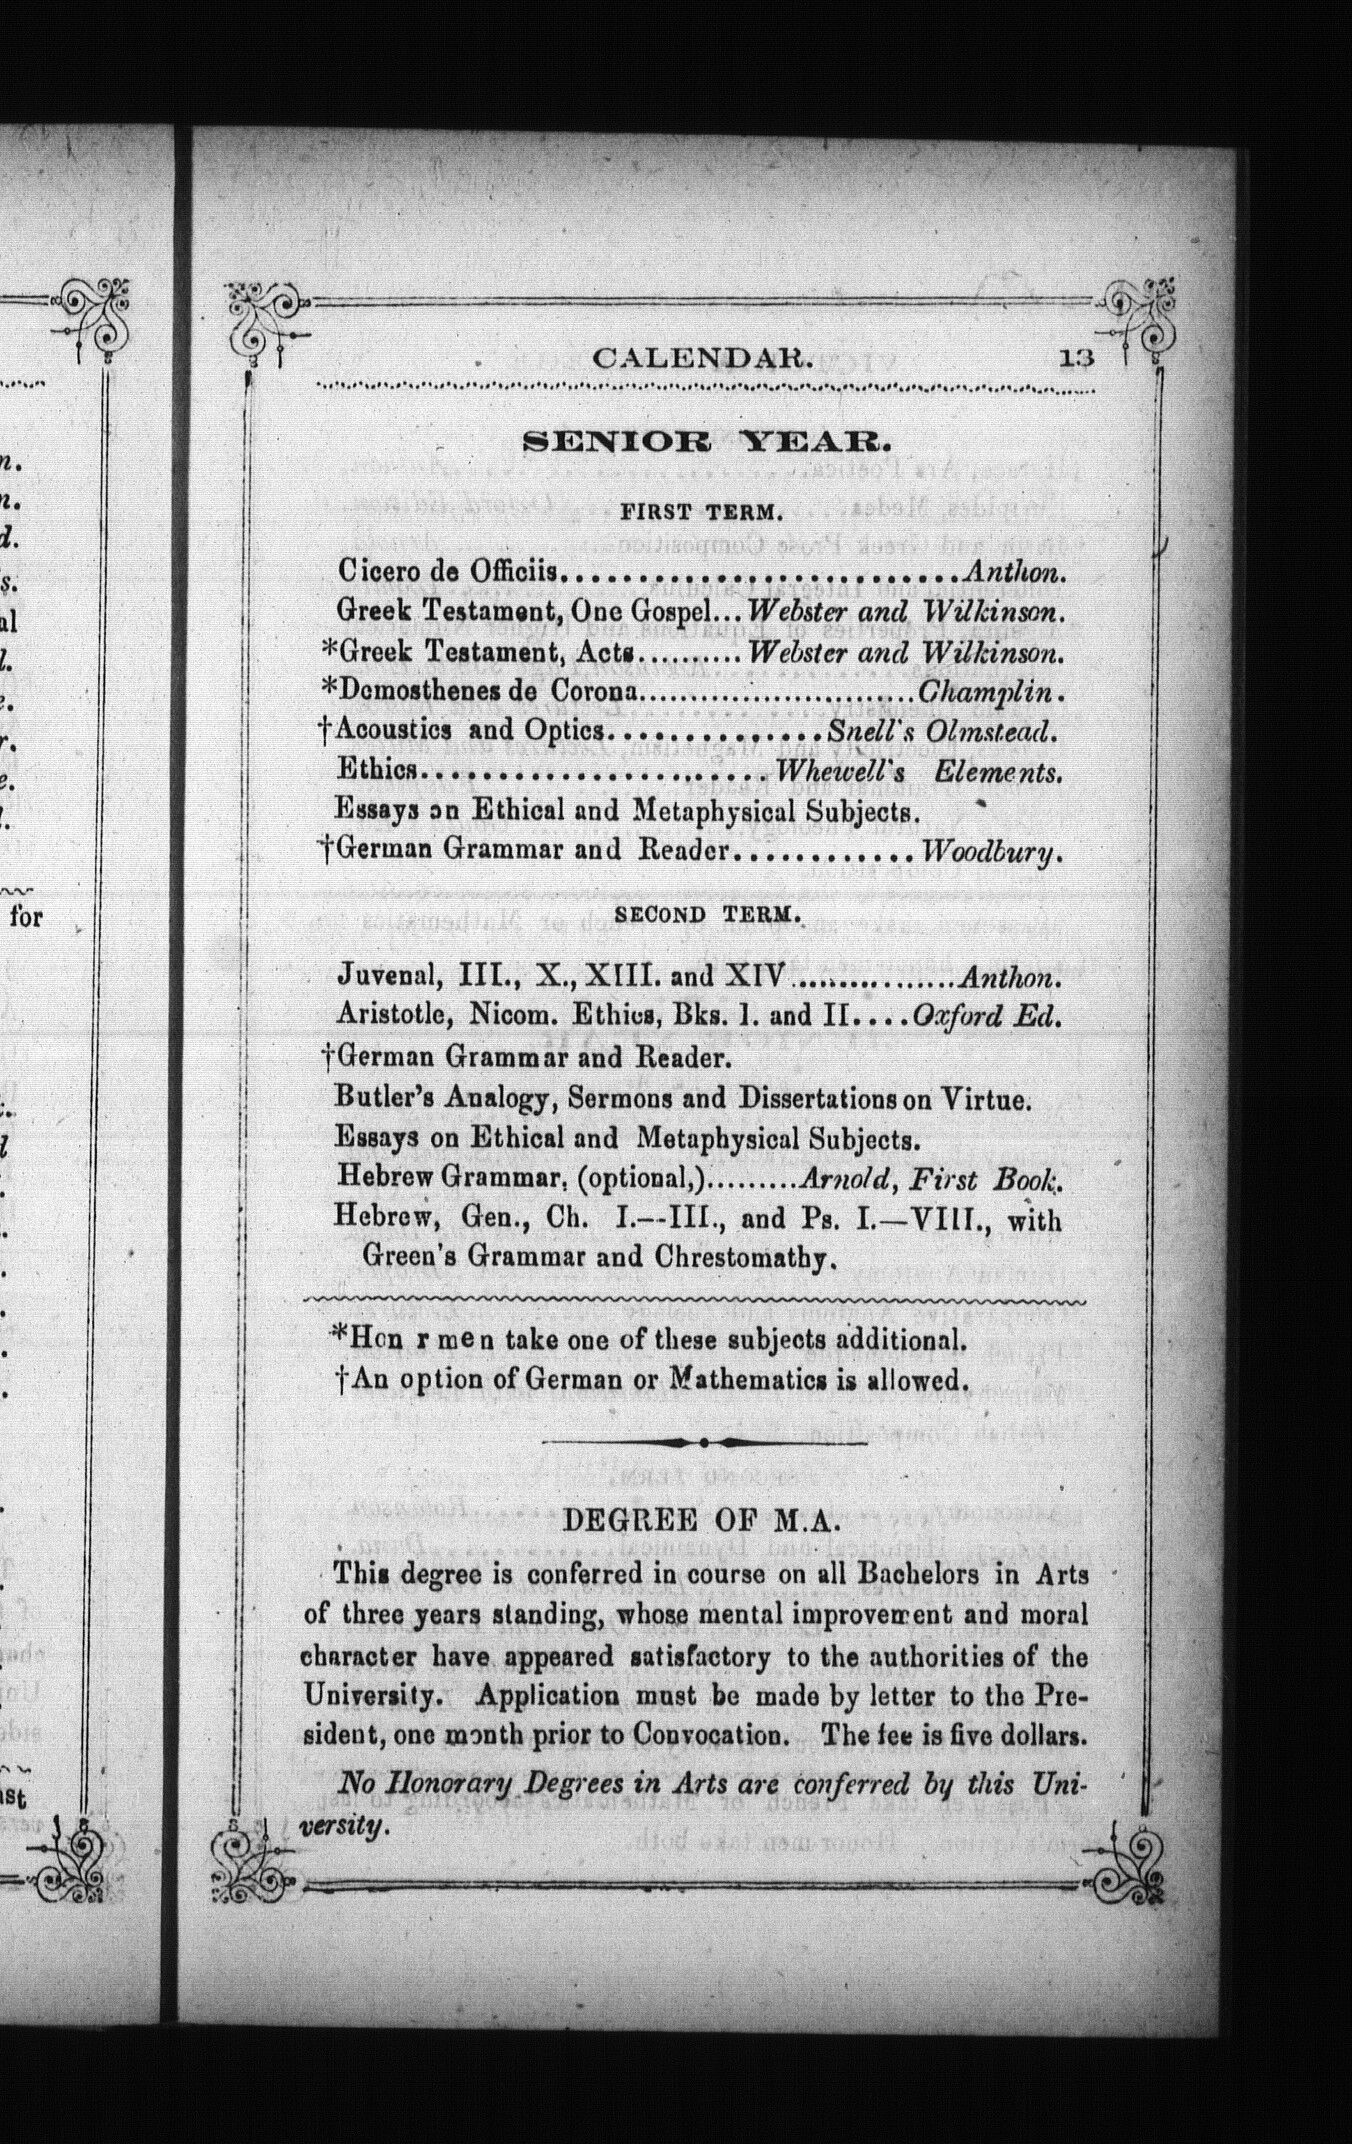 CALENDAR. 13
SENIOR YEAR.
FIRST TERM.
Cicero de Officiis..........................Anthon.
Greek Testament, One Gospel...Webster and Wilkinson.
*Greek Testament, Acts..........Webster and Wilkinson.
*Demosthenes de Corona..........................Champlin.
†Acoustics and Optics..............Snell's Olmstead.
Ethics.......................Whewell's Elements.
Essays on Ethical and Metaphysical Subjects.
†German Grammar and Reader............Woodbury.
SECOND TERM.
Juvenal, III., X., XIII. and XIV.................Anthon.
Aristotle, Nicom. Ethics, Bks. I. and II....Oxford Ed.
†German Grammar and Reader.
Butler's Analogy, Sermons and Dissertations on Virtue.
Essays on Ethical and Metaphysical Subjects.
Hebrew Grammar, (optional,).........Arnold, First Book.
Hebrew, Gen., Ch. I.--III., and Ps. I.—VIII., with
Green's Grammar and Chrestomathy.
*Hon r men take one of these subjects additional.
†An option of German or Mathematics is allowed.
DEGREE OF M.A.
This degree is conferred in course on all Bachelors in Arts
of three years standing, whose mental improvement and moral
character have appeared satisfactory to the authorities of the
University. Application must be made by letter to the Pre-
sident, one month prior to Convocation. The fee is five dollars.
No Honorary Degrees in Arts are conferred by this Uni-
versity.
for